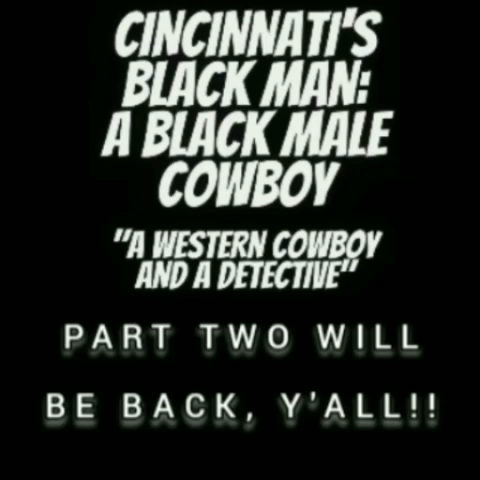 CINCINNATI'S
BLACK MAN:
A BLACK MALE
COWBOY
"A WESTERN COWBOY
AND A DETECTIVE"
PART TWO WILL
BE BACK, Y'ALL!!